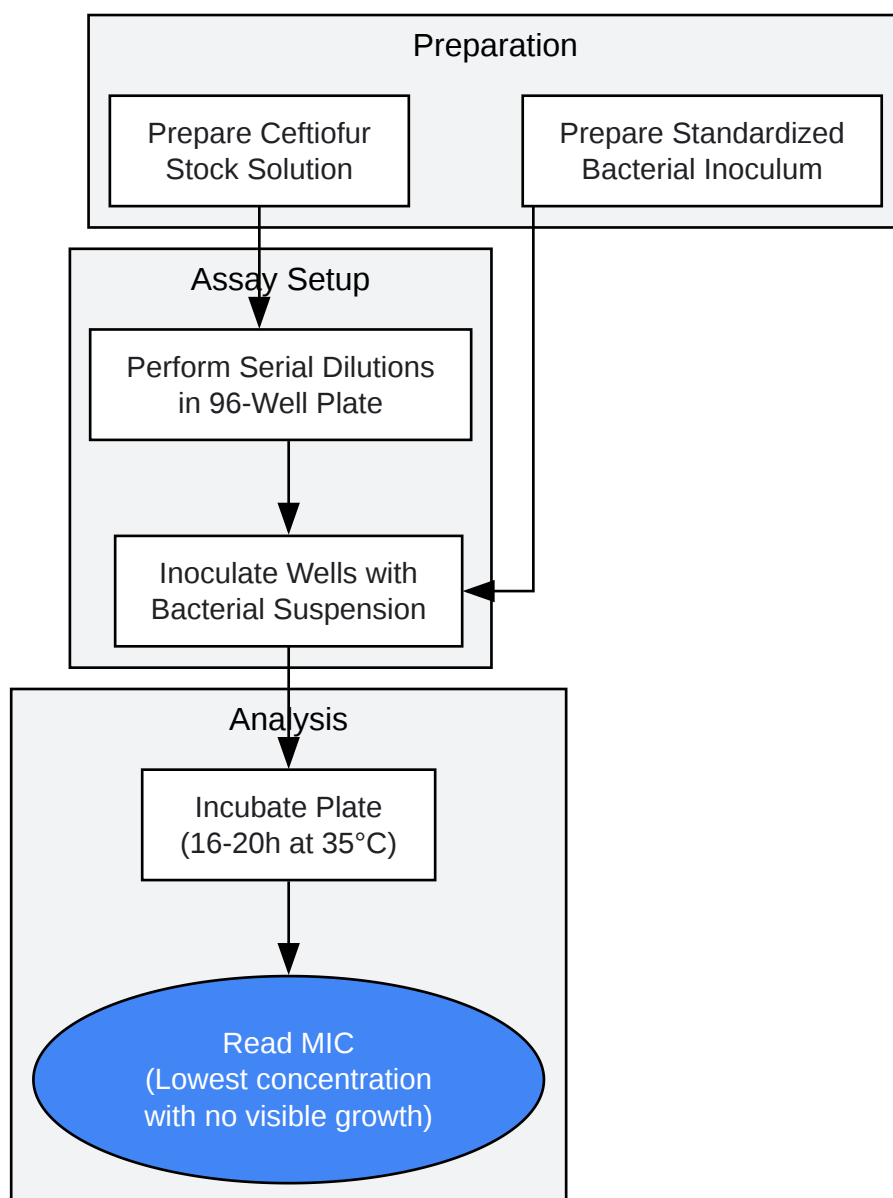 Preparation
Prepare Ceftiofur
Stock Solution
Prepare Standardized
Bacterial Inoculum
Assay Setup
Perform Serial Dilutions
in 96-Well Plate
Inoculate Wells with
Bacterial Suspension
Analysis
Incubate Plate
(16-20h at 35°C)
Read MIC
(Lowest concentration
with no visible growth)